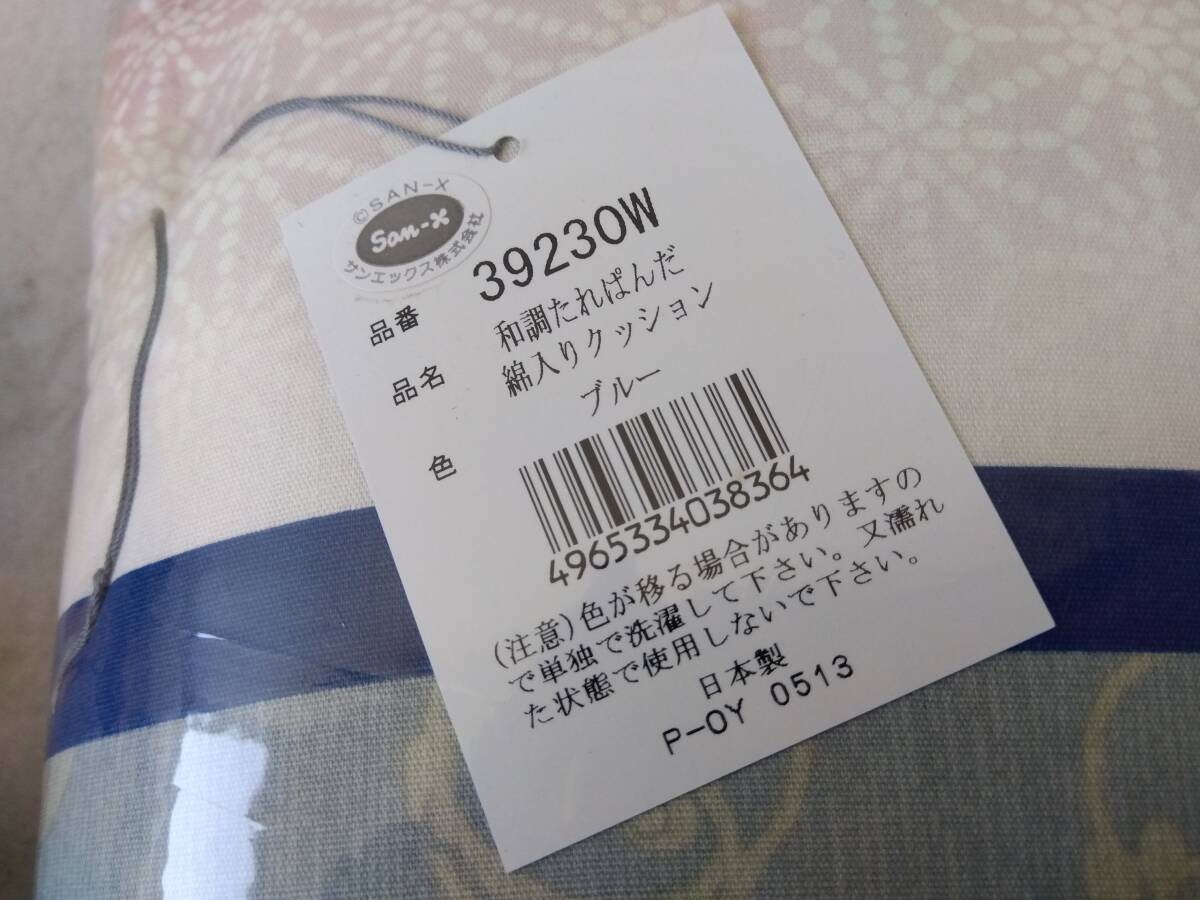 ©SAN-X
San-x
サンエックス株式会社
品番 39230W
品名 和調たれぱんだ
綿入りクッション
色 ブルー
4965334038364
(注意)色が移る場合がありますの
で単独で洗濯して下さい。又濡れ
た状態で使用しないで下さい。
日本製
P-OY 0513